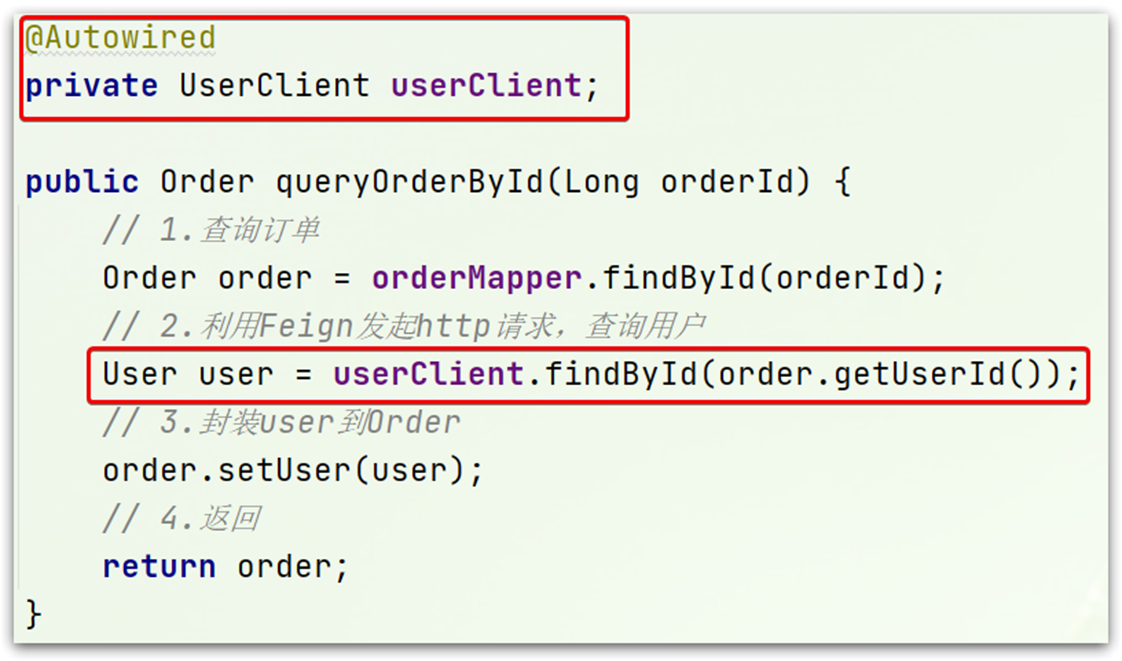 @Autowired
private UserClient userClient;
public Order queryOrderById(Long orderId) {
// 1.查询订单
Order order = orderMapper.findById(orderId);
// 2.利用Feign发起http请求，查询用户
User user = userClient.findById(order.getUserId());
// 3.封装user到Order
order.setUser(user);
// 4.返回
return order;
}